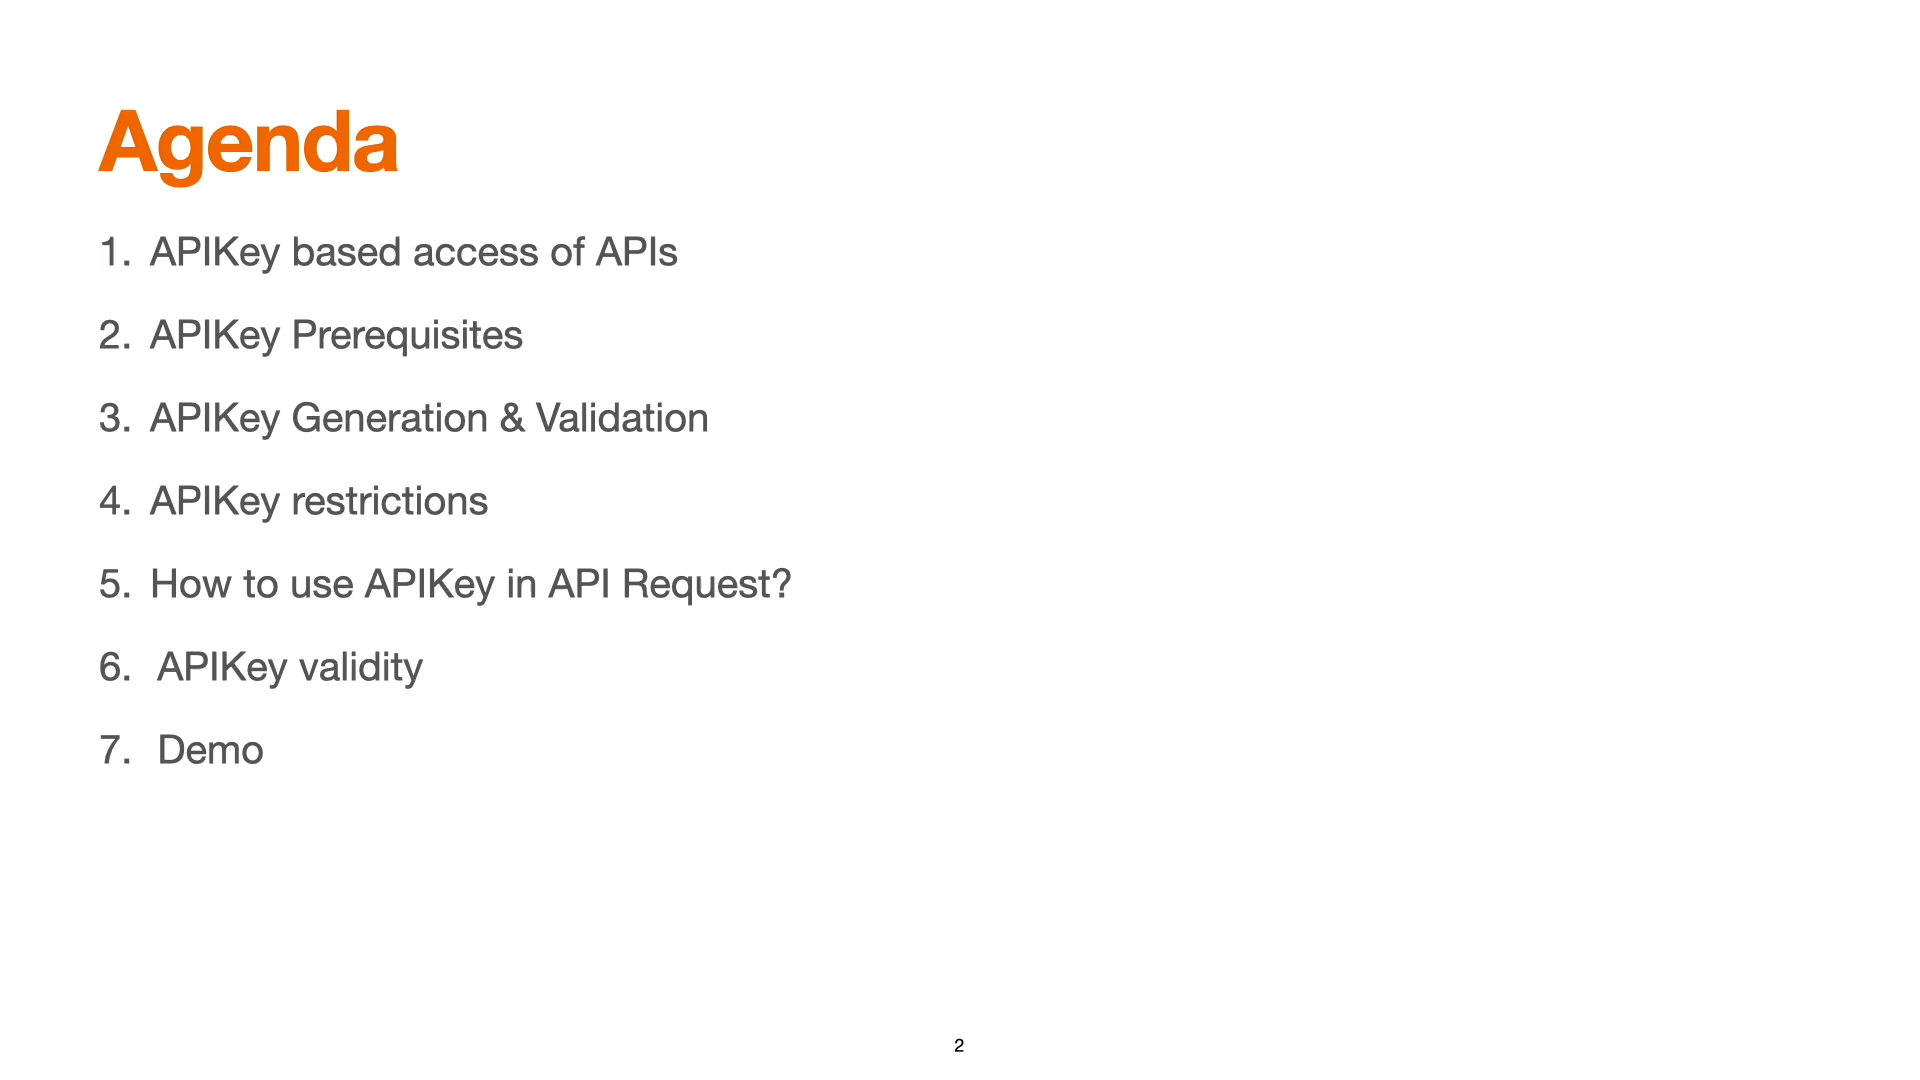 Agenda
1. APIKey based access of APIs
2. APIKey Prerequisites
3. APIKey Generation & Validation
4. APIKey restrictions
5. How to use APIKey in API Request?
6. APIKey validity
7. Demo
2